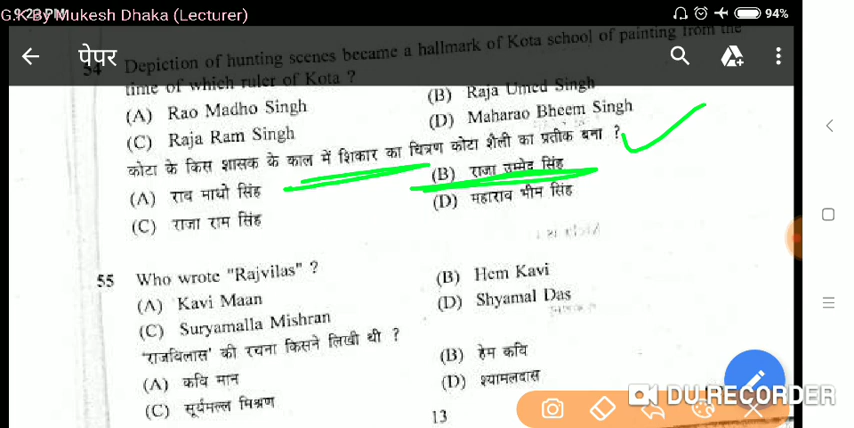 G.K By Mukesh Dhaka (Lecturer)
94%
पेपर
54 Depiction of hunting scenes became a hallmark of Kota school of painting from the
time of which ruler of Kota ?
(A) Rao Madho Singh
(B) Raja Umed Singh
(C) Raja Ram Singh
(D) Maharao Bheem Singh
कोटा के किस शासक के काल में शिकार का चित्रण कोटा शैली का प्रतीक बना ?
(A) राव माधो सिंह
(B) राजा उम्मेद सिंह
(C) राजा राम सिंह
(D) महाराव भीम सिंह
55 Who wrote "Rajvilas" ?
(A) Kavi Maan
(B) Hem Kavi
(C) Suryamalla Mishran
(D) Shyamal Das
'राजविलास' की रचना किसने लिखी थी ?
(A) कवि मान
(B) हेम कवि
(C) सूर्यमल्ल मिश्रण
(D) श्यामलदास
13
DU RECORDER